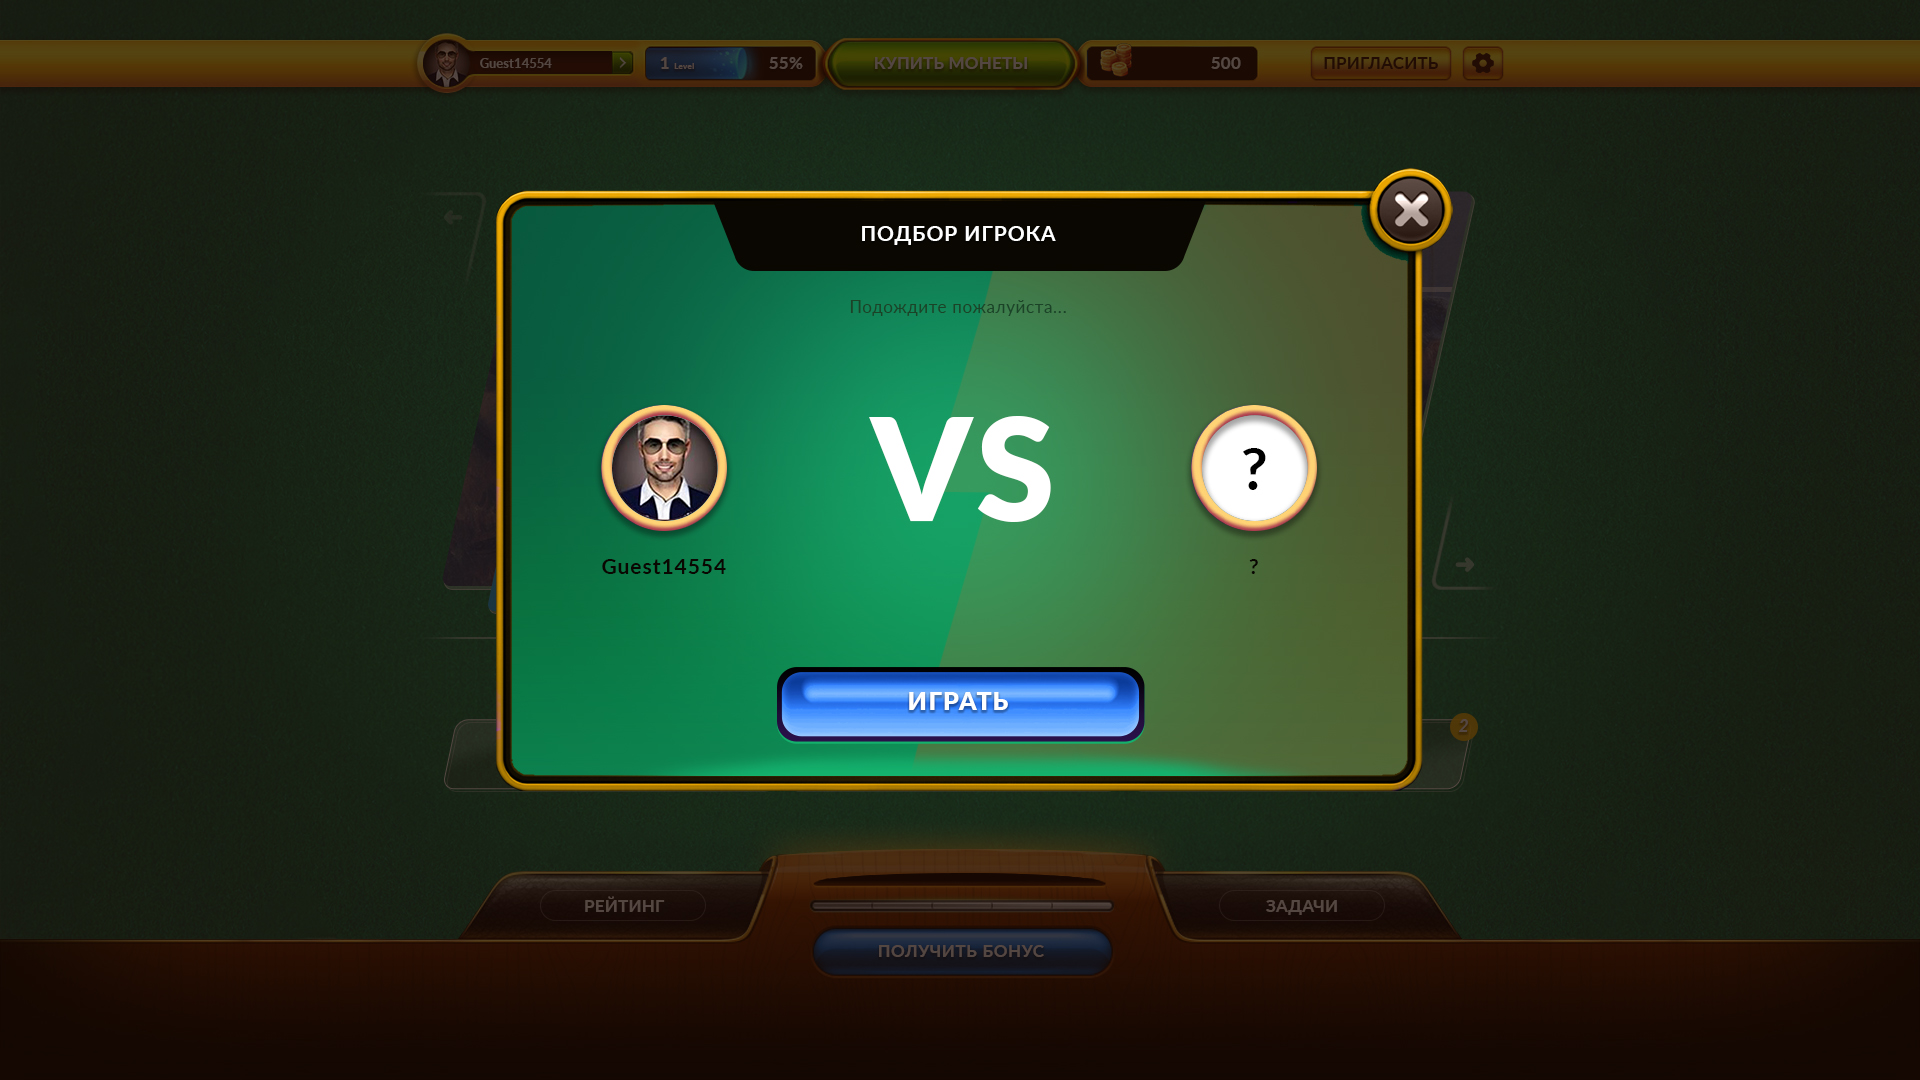 Guest14554
1 Level
55%
КУПИТЬ МОНЕТЫ
500
ПРИГЛАСИТЬ
ПОДБОР ИГРОКА
Подождите пожалуйста...
VS
?
Guest14554
?
ИГРАТЬ
2
РЕЙТИНГ
ЗАДАЧИ
ПОЛУЧИТЬ БОНУС